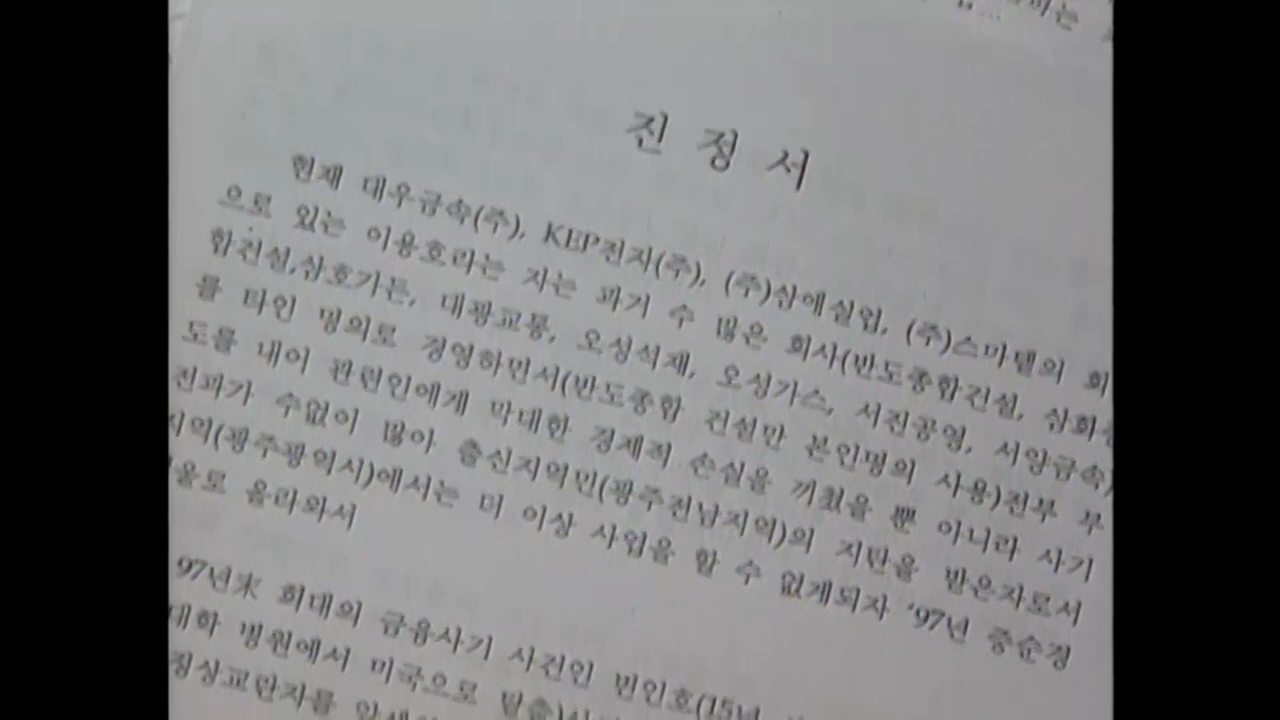 하는
진 정 서
현재 대우금속(주), KEP전자(주), (주)삼애실업, (주)스마텔의 회
으로 있는 이용호라는 자는 과거 수 많은 회사(반도종합건설, 삼화
합건설,삼호가든, 대광교통, 오성석재, 오성가스, 서진공영, 서양금속)
를 타인 명의로 경영하면서(반도종합 건설만 본인명의 사용)전부 부
도를 내어 관련인에게 막대한 경제적 손실을 끼쳤을 뿐 아니라 사기
전과가 수없이 많아 출신지역민(광주전남지역)의 지탄을 받은자로서
지역(광주광역시)에서는 더 이상 사업을 할 수 없게되자 '97년 중순경
울로 올라와서
97년末 희대의 금융사기 사건인 변인호(15년
대학 병원에서 미국으로 탈출)
정상교란자를